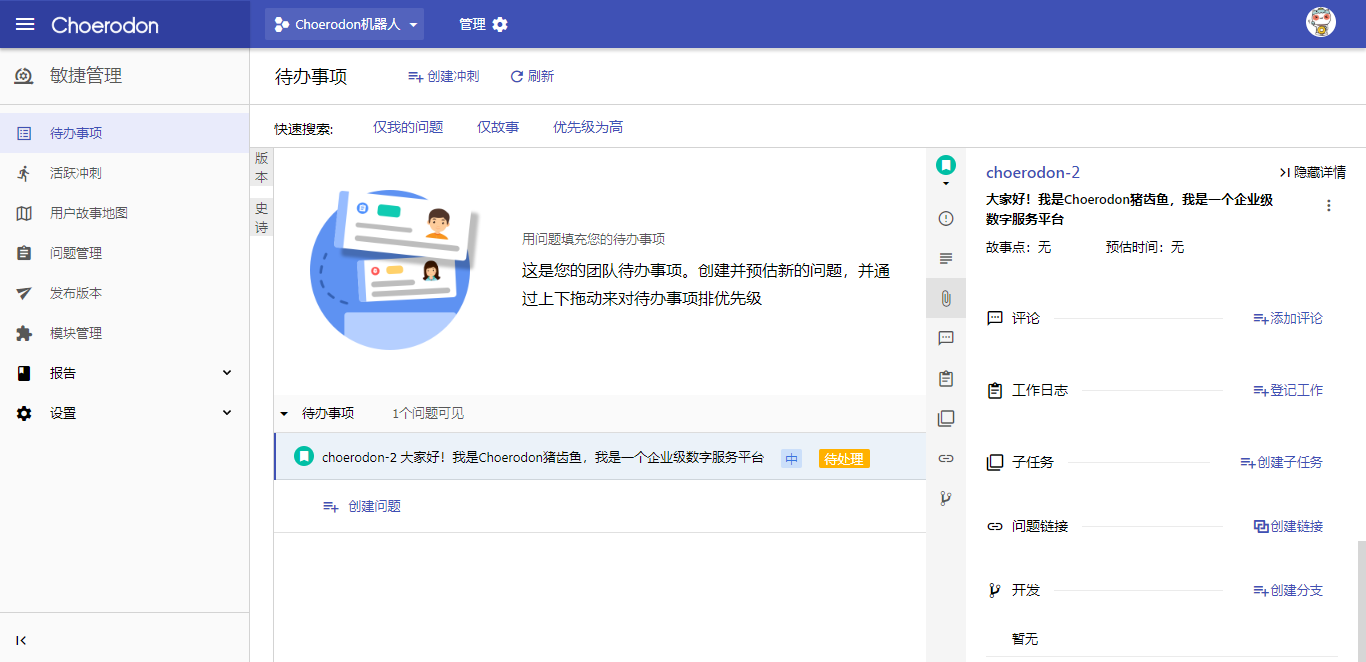 Choerodon
Choerodon机器人
管理
敏捷管理
待办事项
活跃冲刺
用户故事地图
问题管理
发布版本
模块管理
报告
设置
待办事项
创建冲刺
刷新
快速搜索:
仅我的问题
仅故事
优先级为高
版本
史诗
用问题填充您的待办事项
这是您的团队待办事项。创建并预估新的问题，并通
过上下拖动来对待办事项排优先级
待办事项
1个问题可见
choerodon-2 大家好！我是Choerodon猪齿鱼，我是一个企业级数字服务平台
中
待处理
创建问题
choerodon-2
隐藏详情
大家好！我是Choerodon猪齿鱼，我是一个企业级
数字服务平台
故事点：无
预估时间：无
评论
添加评论
工作日志
登记工作
子任务
创建子任务
问题链接
创建链接
开发
创建分支
暂无